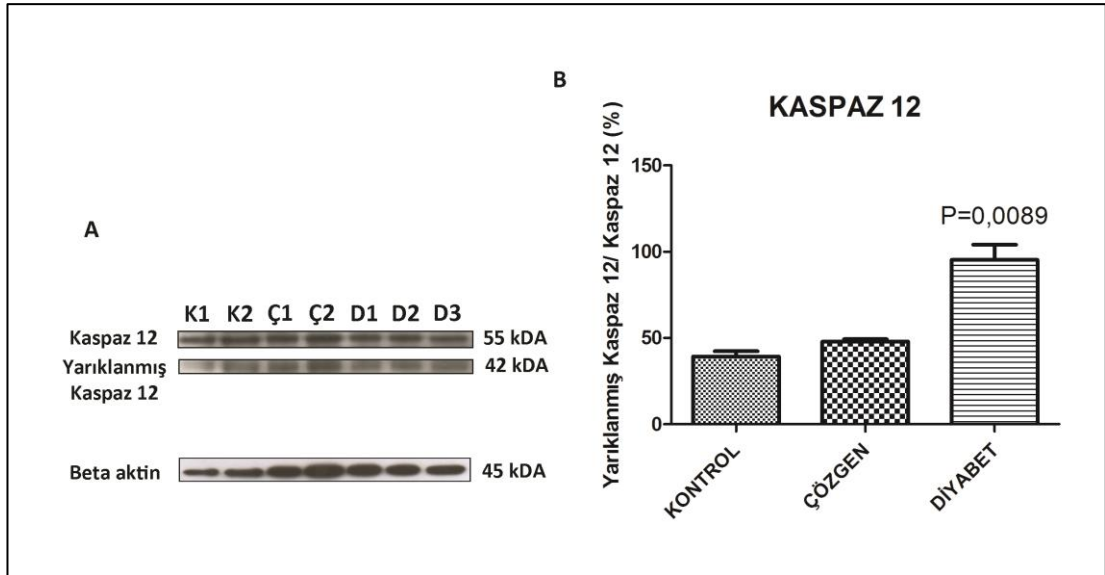 A
K1 K2 Ç1 Ç2 D1 D2 D3
Kaspaz 12
55 kDA
Yarıklanmış
42 kDA
Kaspaz 12
Beta aktin
45 kDA
B
KASPAZ 12
Yarıklanmış Kaspaz 12/ Kaspaz 12 (%)
150
100
50
0
P=0,0089
KONTROL
ÇÖZGEN
DİYABET